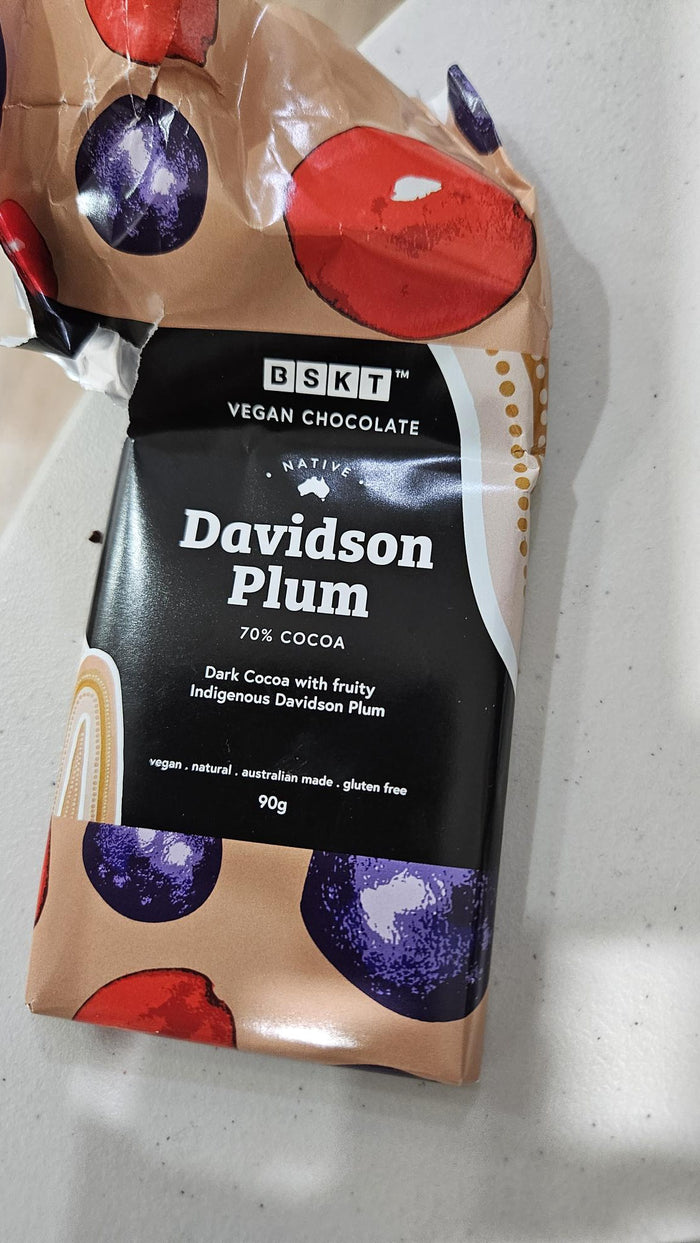 BSKT™
VEGAN CHOCOLATE
• NATIVE •
Davidson
Plum
70% COCOA
Dark Cocoa with fruity
Indigenous Davidson Plum
vegan . natural . australian made . gluten free
90g